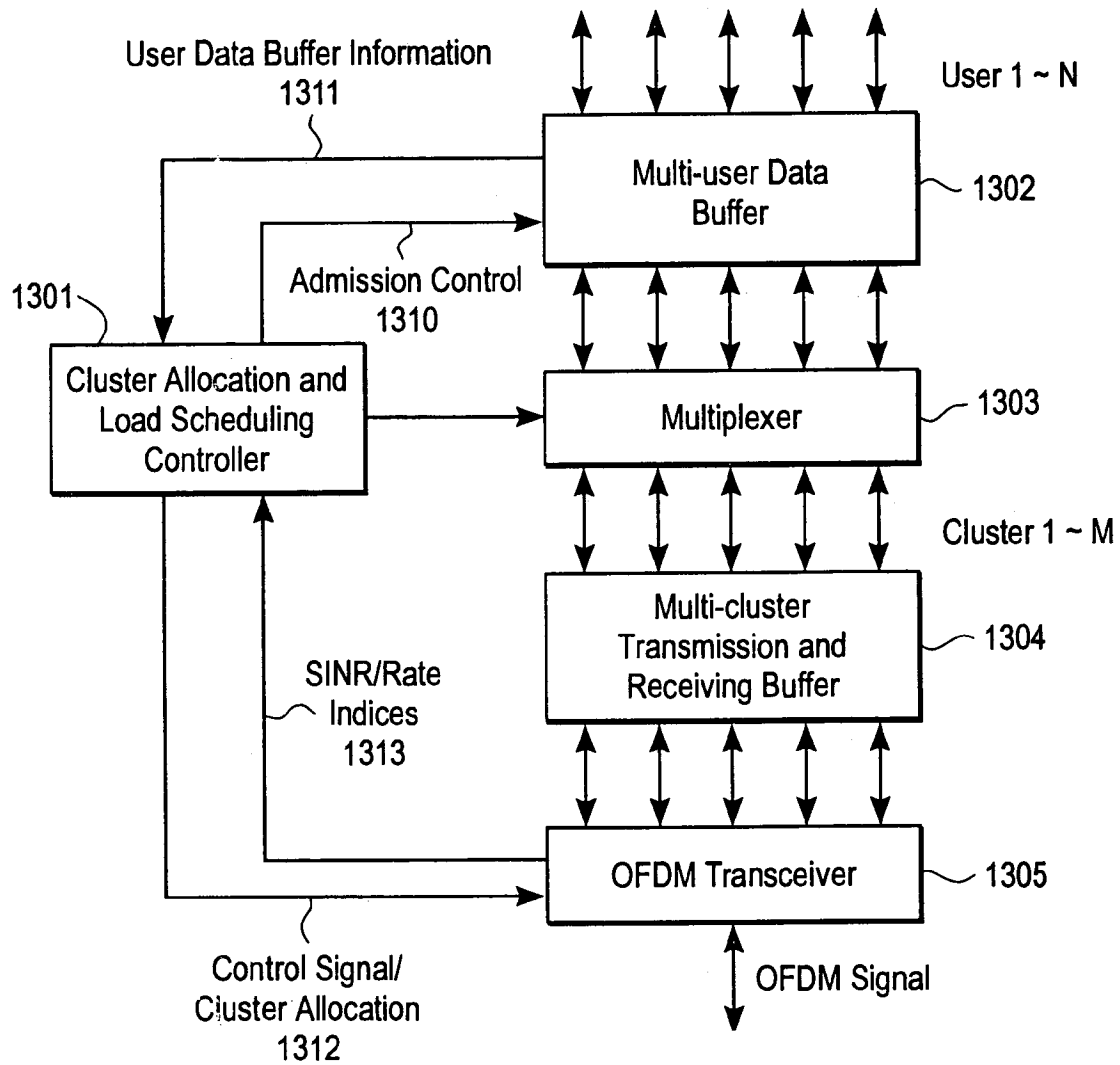 User Data Buffer Information
1311
User 1 ~ N
Multi-user Data
Buffer
1302
Admission Control
1310
1301
Cluster Allocation and
Load Scheduling
Controller
Multiplexer
1303
Cluster 1 ~ M
Multi-cluster
Transmission and
Receiving Buffer
1304
SINR/Rate
Indices
1313
OFDM Transceiver
1305
Control Signal/
Cluster Allocation
1312
OFDM Signal